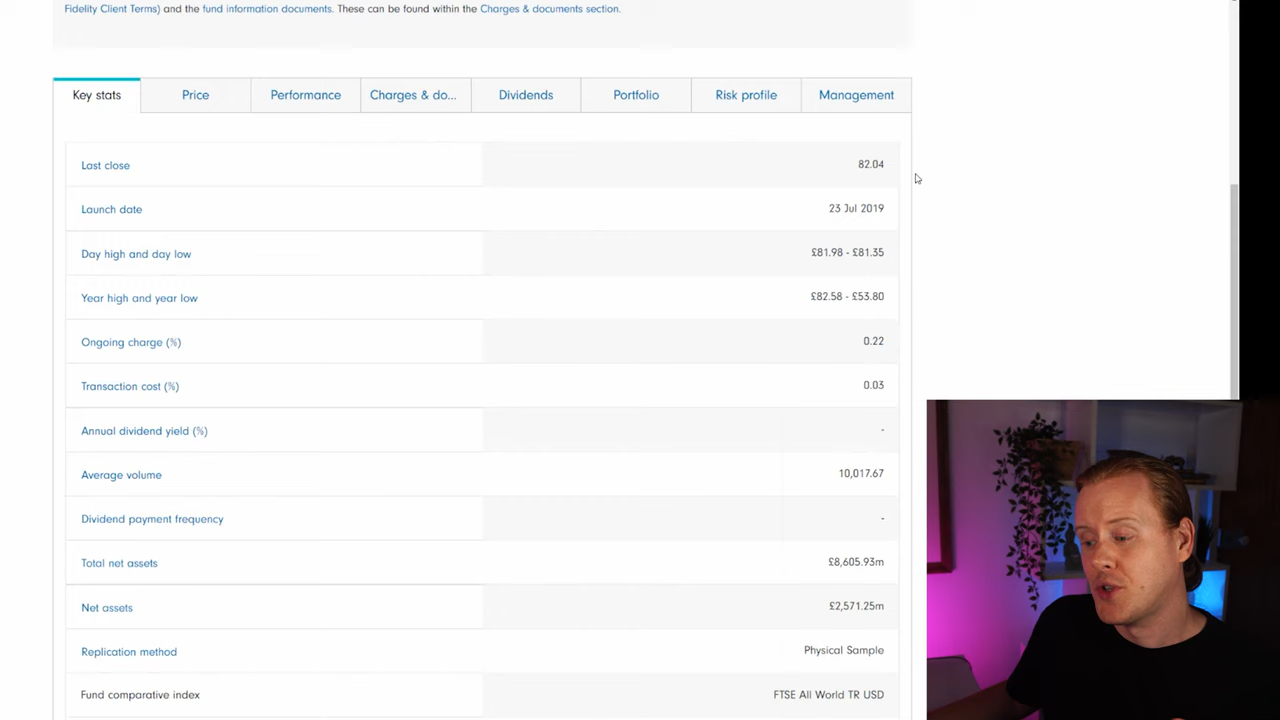 Fidelity Client Terms) and the fund information documents. These can be found within the Charges & documents section.
Key stats Price Performance Charges & do... Dividends Portfolio Risk profile Management
Last close 82.04
Launch date 23 Jul 2019
Day high and day low £81.98 - £81.35
Year high and year low £82.58 - £53.80
Ongoing charge (%) 0.22
Transaction cost (%) 0.03
Annual dividend yield (%) -
Average volume 10,017.67
Dividend payment frequency -
Total net assets £8,605.93m
Net assets £2,571.25m
Replication method Physical Sample
Fund comparative index FTSE All World TR USD